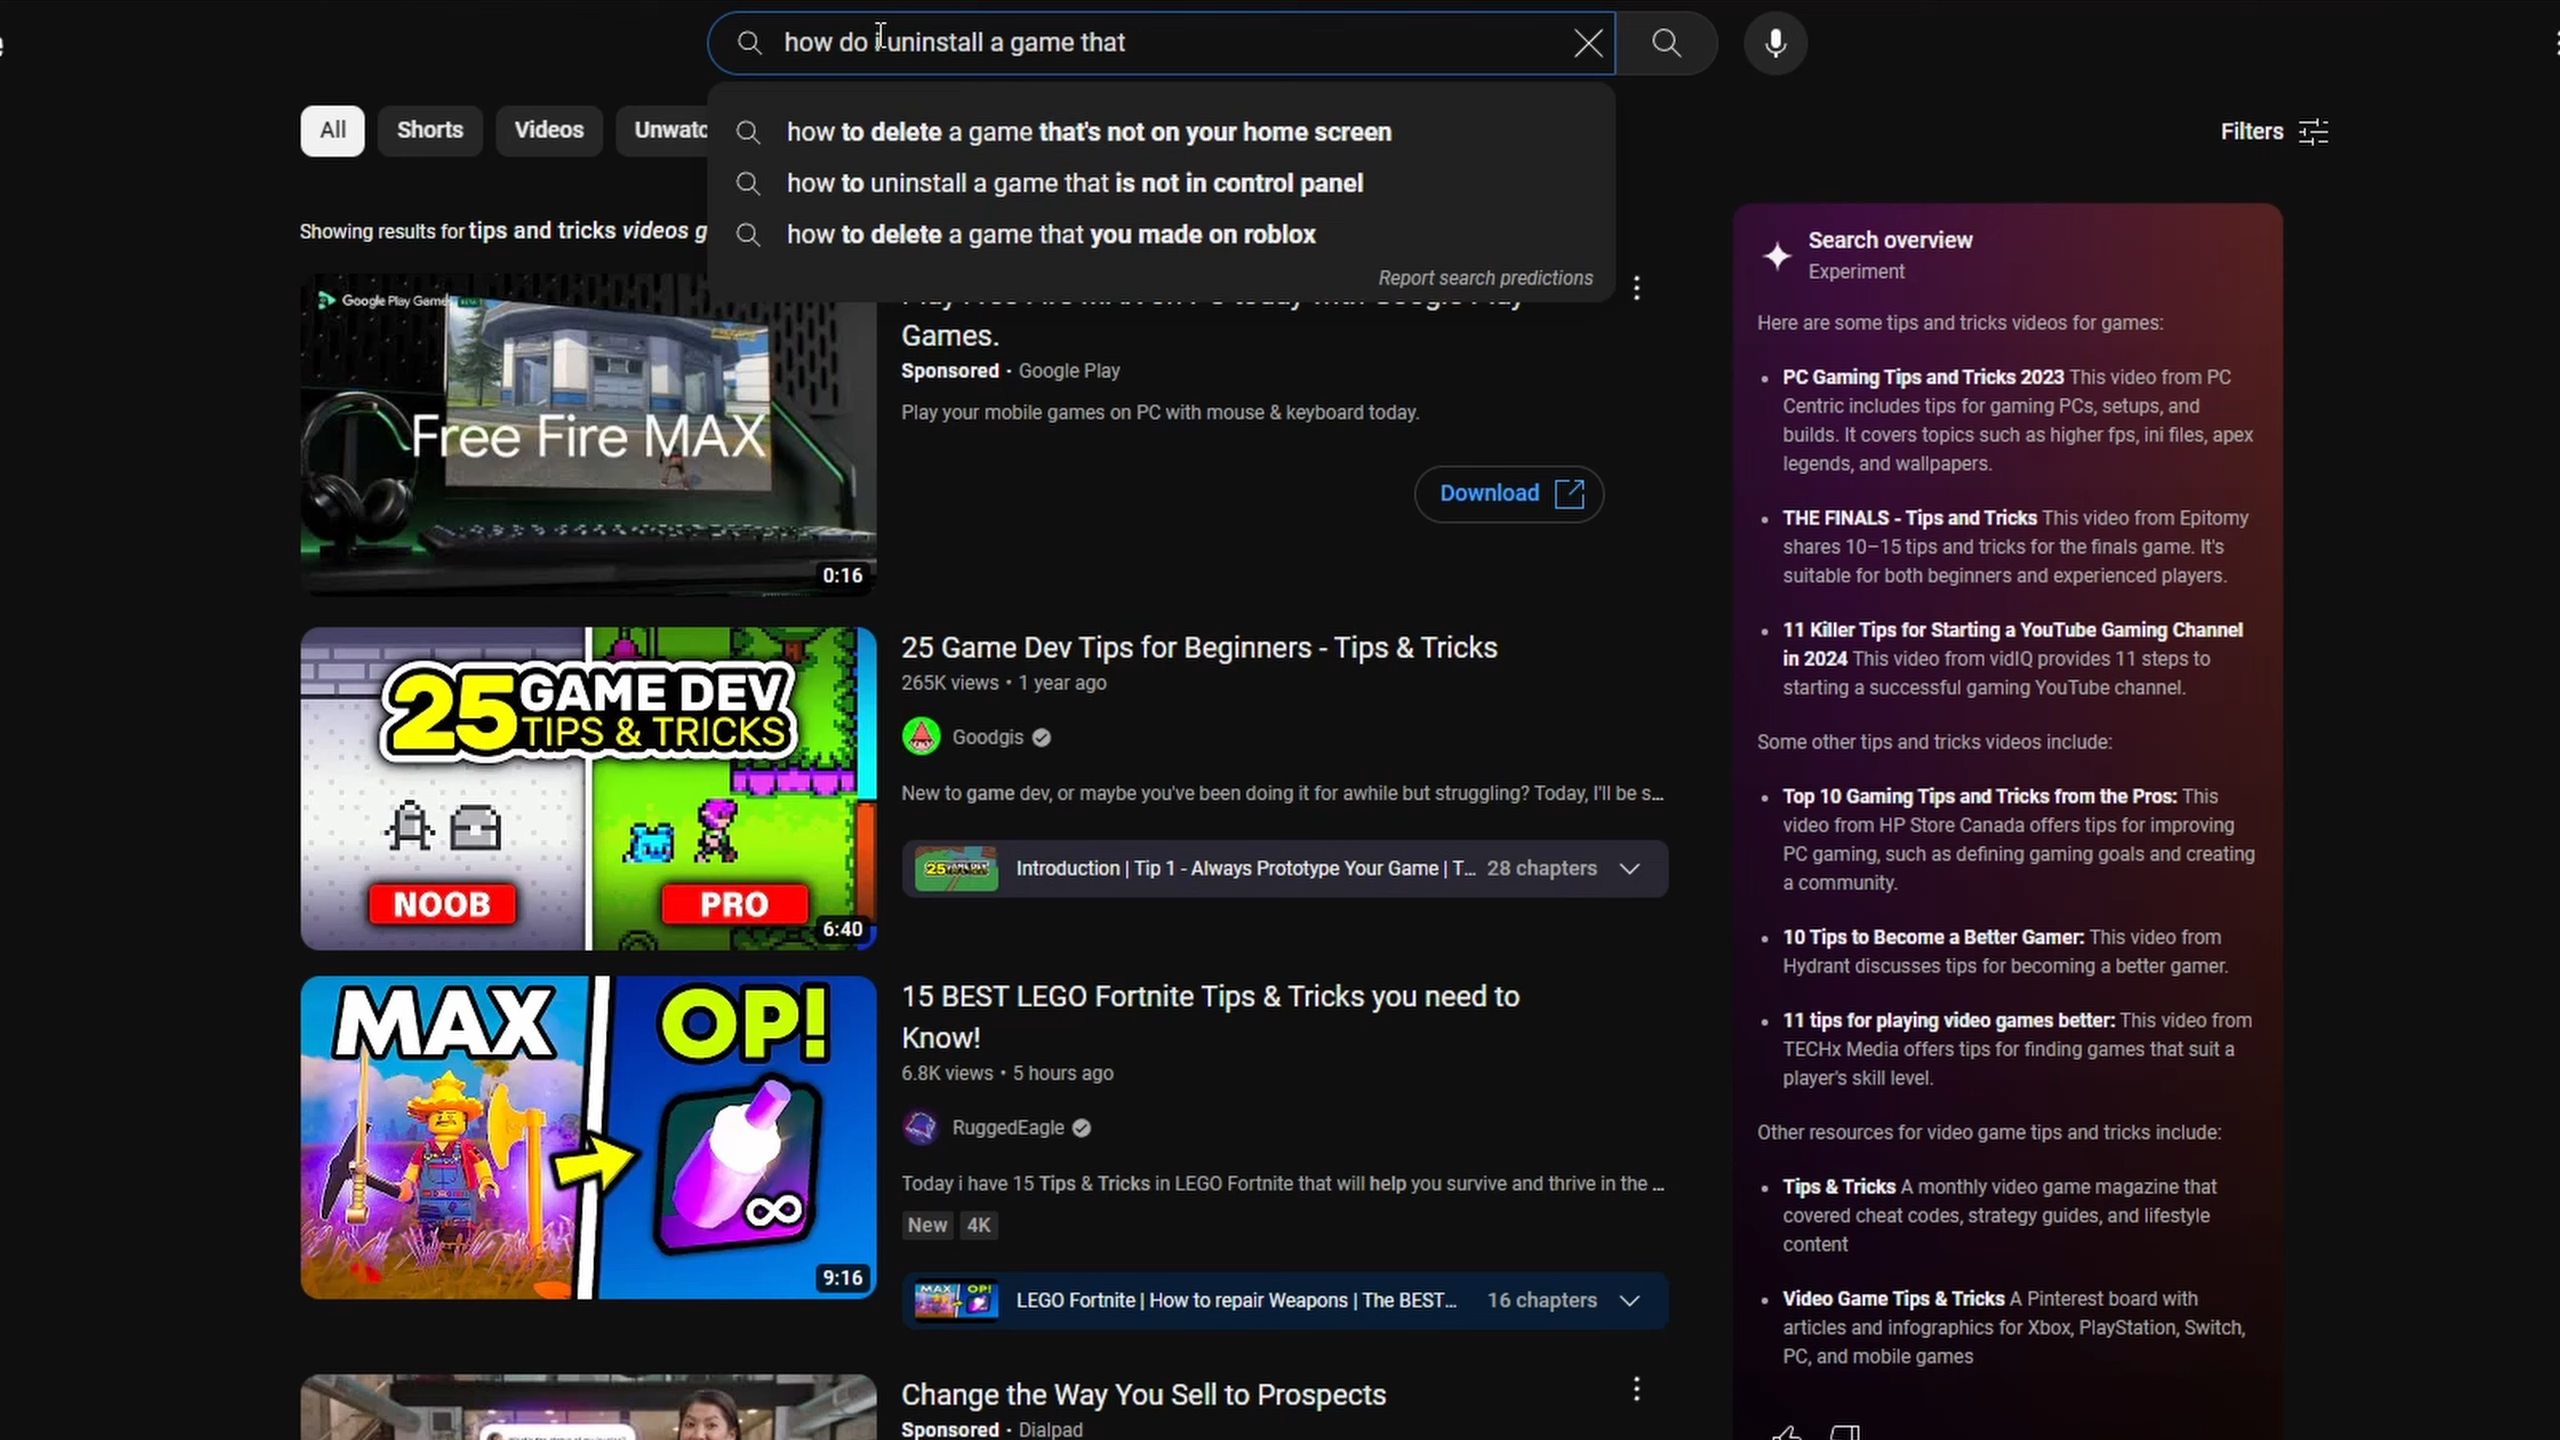 how do i uninstall a game that
how to delete a game that's not on your home screen
how to uninstall a game that is not in control panel
how to delete a game that you made on roblox
Report search predictions
All
Shorts
Videos
Unwatc
Filters
Showing results for tips and tricks videos g
Google Play Games BETA
Free Fire MAX
0:16
Play Free Fire MAX on PC today with Google Play
Games.
Sponsored • Google Play
Play your mobile games on PC with mouse & keyboard today.
Download
25 GAME DEV
TIPS & TRICKS
NOOB
PRO
6:40
25 Game Dev Tips for Beginners - Tips & Tricks
265K views • 1 year ago
Goodgis
New to game dev, or maybe you've been doing it for awhile but struggling? Today, I'll be s...
25 GAME DEV
Introduction | Tip 1 - Always Prototype Your Game | T...
28 chapters
MAX
OP!
9:16
15 BEST LEGO Fortnite Tips & Tricks you need to
Know!
6.8K views • 5 hours ago
RuggedEagle
Today i have 15 Tips & Tricks in LEGO Fortnite that will help you survive and thrive in the ...
New
4K
MAX
OP!
LEGO Fortnite | How to repair Weapons | The BEST...
16 chapters
Change the Way You Sell to Prospects
Sponsored • Dialpad
Search overview
Experiment
Here are some tips and tricks videos for games:
PC Gaming Tips and Tricks 2023 This video from PC
Centric includes tips for gaming PCs, setups, and
builds. It covers topics such as higher fps, ini files, apex
legends, and wallpapers.
THE FINALS - Tips and Tricks This video from Epitomy
shares 10–15 tips and tricks for the finals game. It's
suitable for both beginners and experienced players.
11 Killer Tips for Starting a YouTube Gaming Channel
in 2024 This video from vidIQ provides 11 steps to
starting a successful gaming YouTube channel.
Some other tips and tricks videos include:
Top 10 Gaming Tips and Tricks from the Pros: This
video from HP Store Canada offers tips for improving
PC gaming, such as defining gaming goals and creating
a community.
10 Tips to Become a Better Gamer: This video from
Hydrant discusses tips for becoming a better gamer.
11 tips for playing video games better: This video from
TECHx Media offers tips for finding games that suit a
player's skill level.
Other resources for video game tips and tricks include:
Tips & Tricks A monthly video game magazine that
covered cheat codes, strategy guides, and lifestyle
content
Video Game Tips & Tricks A Pinterest board with
articles and infographics for Xbox, PlayStation, Switch,
PC, and mobile games